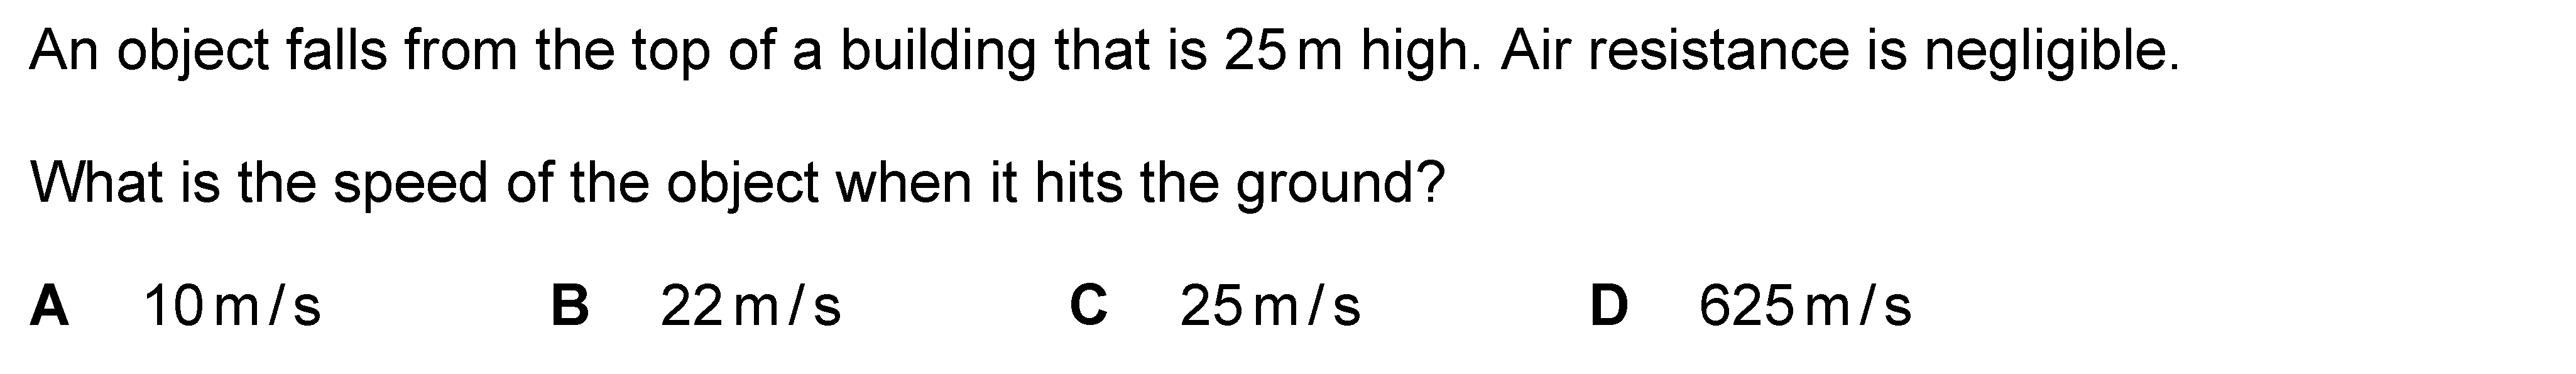 An object falls from the top of a building that is 25 m high. Air resistance is negligible.
What is the speed of the object when it hits the ground?
A 10 m / s B 22 m / s C 25 m / s D 625 m / s